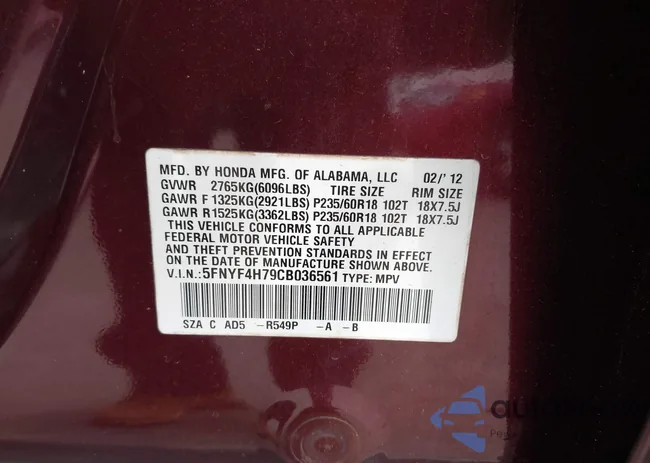 MFD. BY HONDA MFG. OF ALABAMA, LLC 02/'12
GVWR 2765KG(6096LBS) TIRE SIZE RIM SIZE
GAWR F 1325KG(2921LBS) P235/60R18 102T 18X7.5J
GAWR R1525KG(3362LBS) P235/60R18 102T 18X7.5J
THIS VEHICLE CONFORMS TO ALL APPLICABLE
FEDERAL MOTOR VEHICLE SAFETY
AND THEFT PREVENTION STANDARDS IN EFFECT
ON THE DATE OF MANUFACTURE SHOWN ABOVE.
V.I.N.:5FNYF4H79CB036561 TYPE: MPV
SZA C AD5 -R549P -A -B